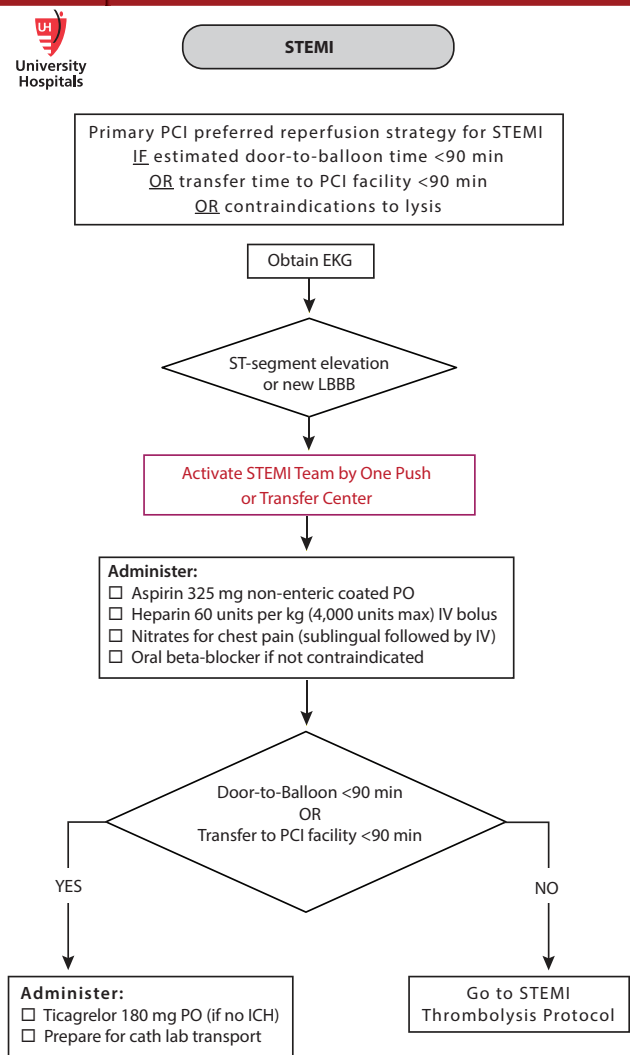 UH
University
Hospitals
STEMI
Primary PCI preferred reperfusion strategy for STEMI
IF estimated door-to-balloon time <90 min
OR transfer time to PCI facility <90 min
OR contraindications to lysis
Obtain EKG
ST-segment elevation
or new LBBB
Activate STEMI Team by One Push
or Transfer Center
Administer:
☐ Aspirin 325 mg non-enteric coated PO
☐ Heparin 60 units per kg (4,000 units max) IV bolus
☐ Nitrates for chest pain (sublingual followed by IV)
☐ Oral beta-blocker if not contraindicated
Door-to-Balloon <90 min
OR
Transfer to PCI facility <90 min
YES
NO
Administer:
☐ Ticagrelor 180 mg PO (if no ICH)
☐ Prepare for cath lab transport
Go to STEMI
Thrombolysis Protocol